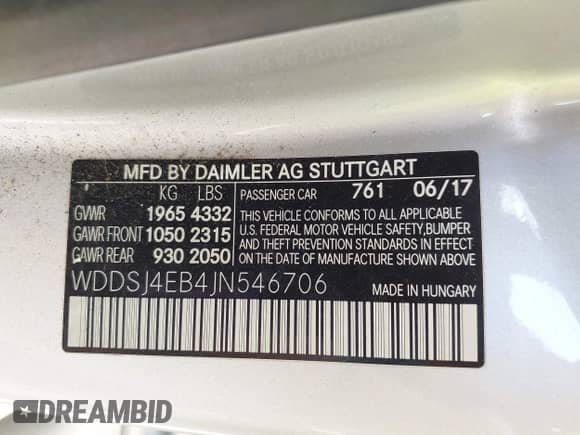 MFD BY DAIMLER AG STUTTGART
KG LBS
GVWR 1965 4332
GAWR FRONT 1050 2315
GAWR REAR 930 2050
PASSENGER CAR 761 06/17
THIS VEHICLE CONFORMS TO ALL APPLICABLE
U.S. FEDERAL MOTOR VEHICLE SAFETY, BUMPER
AND THEFT PREVENTION STANDARDS IN EFFECT
ON THE DATE OF MANUFACTURE SHOWN ABOVE.
WDDSJ4EB4JN546706
MADE IN HUNGARY
DREAMBID